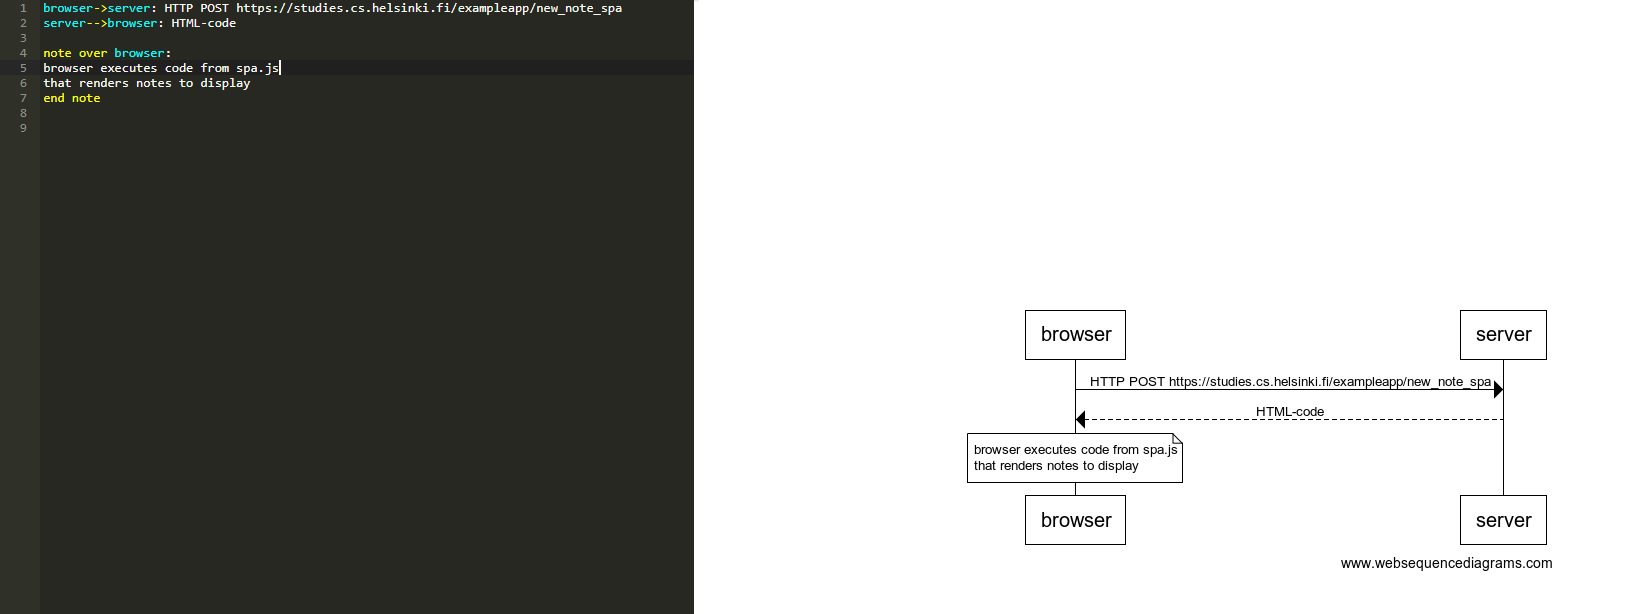 1 browser->server: HTTP POST https://studies.cs.helsinki.fi/exampleapp/new_note_spa
2 server-->browser: HTML-code
3
4 note over browser:
5 browser executes code from spa.js
6 that renders notes to display
7 end note
8
9
browser
server
HTTP POST https://studies.cs.helsinki.fi/exampleapp/new_note_spa
HTML-code
browser executes code from spa.js
that renders notes to display
browser
server
www.websequencediagrams.com